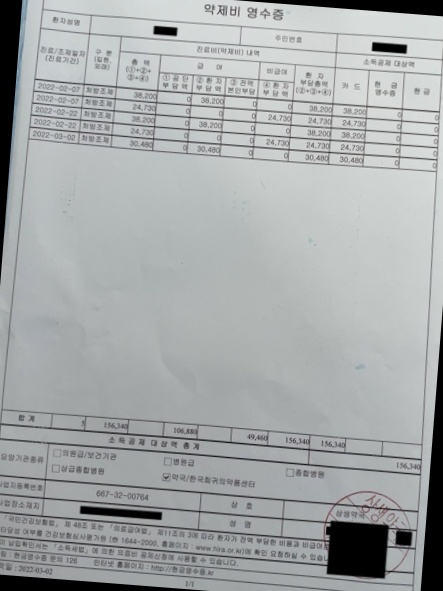 약제비 영수증
환자성명 주민번호
진료/조제일자 (진료기간) 구 분 (입원, 외래) 진료비(약제비) 내역 소득공제 대상액
총 액 (①+②+③+④) 급 여 비급여 환 자 부담총액 (②+③+④) 카 드 현 금 영수증 현 금
① 공 단 부 담 액 ② 환 자 부 담 액 ③ 전액 본인부담 ④ 환 자 부 담 액
2022-02-07 처방조제 38,200 0 38,200 0 0 38,200 38,200 0 0
2022-02-07 처방조제 24,730 0 0 0 24,730 24,730 24,730 0 0
2022-02-22 처방조제 38,200 0 38,200 0 0 38,200 38,200 0 0
2022-02-22 처방조제 24,730 0 0 0 24,730 24,730 24,730 0 0
2022-03-02 처방조제 30,480 0 30,480 0 0 30,480 30,480 0 0
합 계 5 156,340 106,880 49,460 156,340 156,340
소 득 공 제 대 상 액 총 계 156,340
요양기관종류 □의원급/보건기관 □병원급 □종합병원
□상급종합병원 ☑약국/한국희귀의약품센터
사업자등록번호 667-32-00764 상 호 상생약국
사업장소재지 성 명
「국민건강보험법」 제 48조 또는 「의료급여법」 제11조의 3에 따라 환자가 전액 부담한 비용과 비급여로
타당성 여부를 건강보험심사평가원 (☎ 1644-2000, 홈페이지 : www.hira.or.kr)에 확인 요청하실 수 있습
납입확인서는 「소득세법」에 의한 의료비 공제신청에 사용할 수 있습니다.
현금영수증 문의 126 인터넷 홈페이지 : http://현금영수증.kr
2022-03-02
1/1